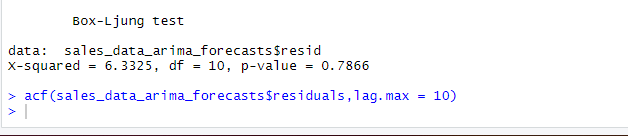 Box-Ljung test
data:  sales_data_arima_forecasts$resid
X-squared = 6.3325, df = 10, p-value = 0.7866
> acf(sales_data_arima_forecasts$residuals,lag.max = 10)
>